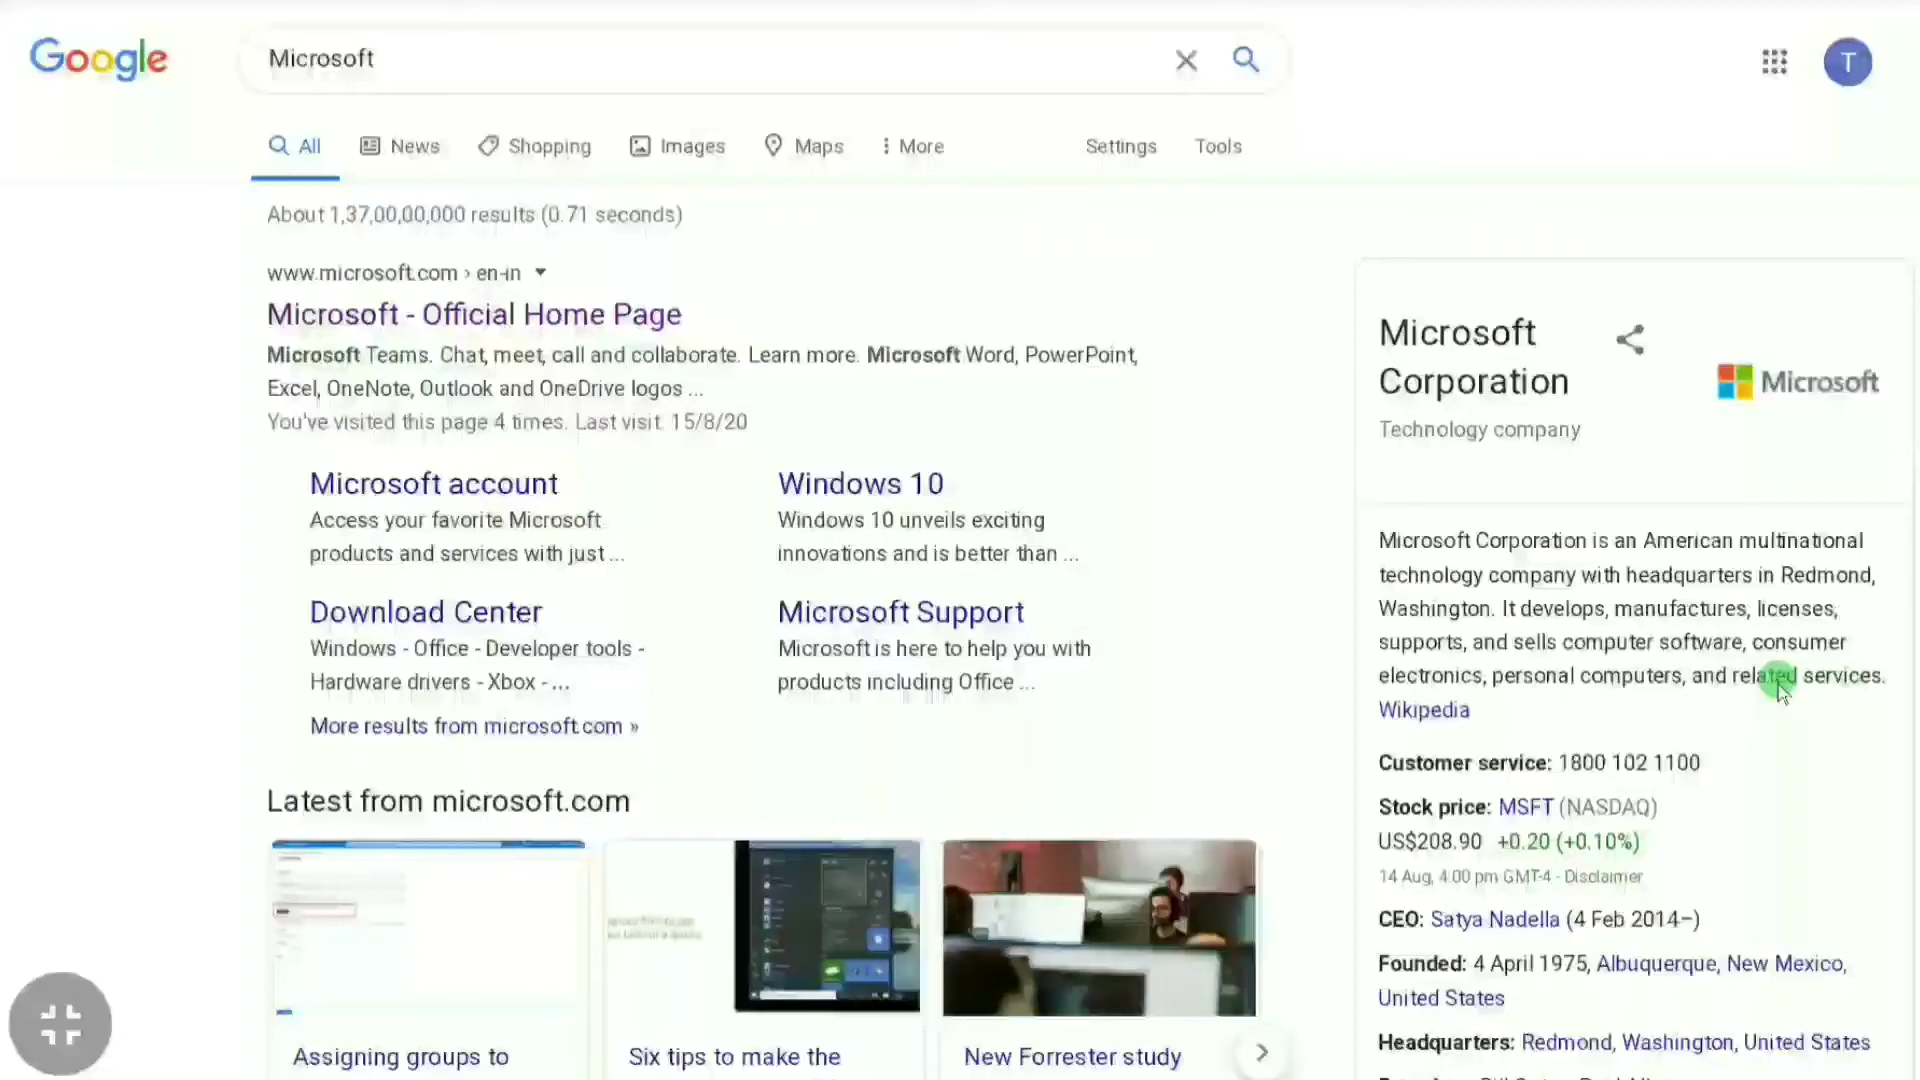 Google
Microsoft
T
All
News
Shopping
Images
Maps
More
Settings
Tools
About 1,37,00,00,000 results (0.71 seconds)
www.microsoft.com › en-in
Microsoft - Official Home Page
Microsoft Teams. Chat, meet, call and collaborate. Learn more. Microsoft Word, PowerPoint,
Excel, OneNote, Outlook and OneDrive logos ...
You've visited this page 4 times. Last visit: 15/8/20
Microsoft account
Access your favorite Microsoft
products and services with just ...
Windows 10
Windows 10 unveils exciting
innovations and is better than ...
Download Center
Windows - Office - Developer tools -
Hardware drivers - Xbox - ...
Microsoft Support
Microsoft is here to help you with
products including Office ...
More results from microsoft.com »
Latest from microsoft.com
Assigning groups to
Six tips to make the
New Forrester study
Microsoft
Corporation
Technology company
Microsoft
Microsoft Corporation is an American multinational
technology company with headquarters in Redmond,
Washington. It develops, manufactures, licenses,
supports, and sells computer software, consumer
electronics, personal computers, and related services.
Wikipedia
Customer service: 1800 102 1100
Stock price: MSFT (NASDAQ)
US$208.90 +0.20 (+0.10%)
14 Aug, 4:00 pm GMT-4 - Disclaimer
CEO: Satya Nadella (4 Feb 2014–)
Founded: 4 April 1975, Albuquerque, New Mexico,
United States
Headquarters: Redmond, Washington, United States